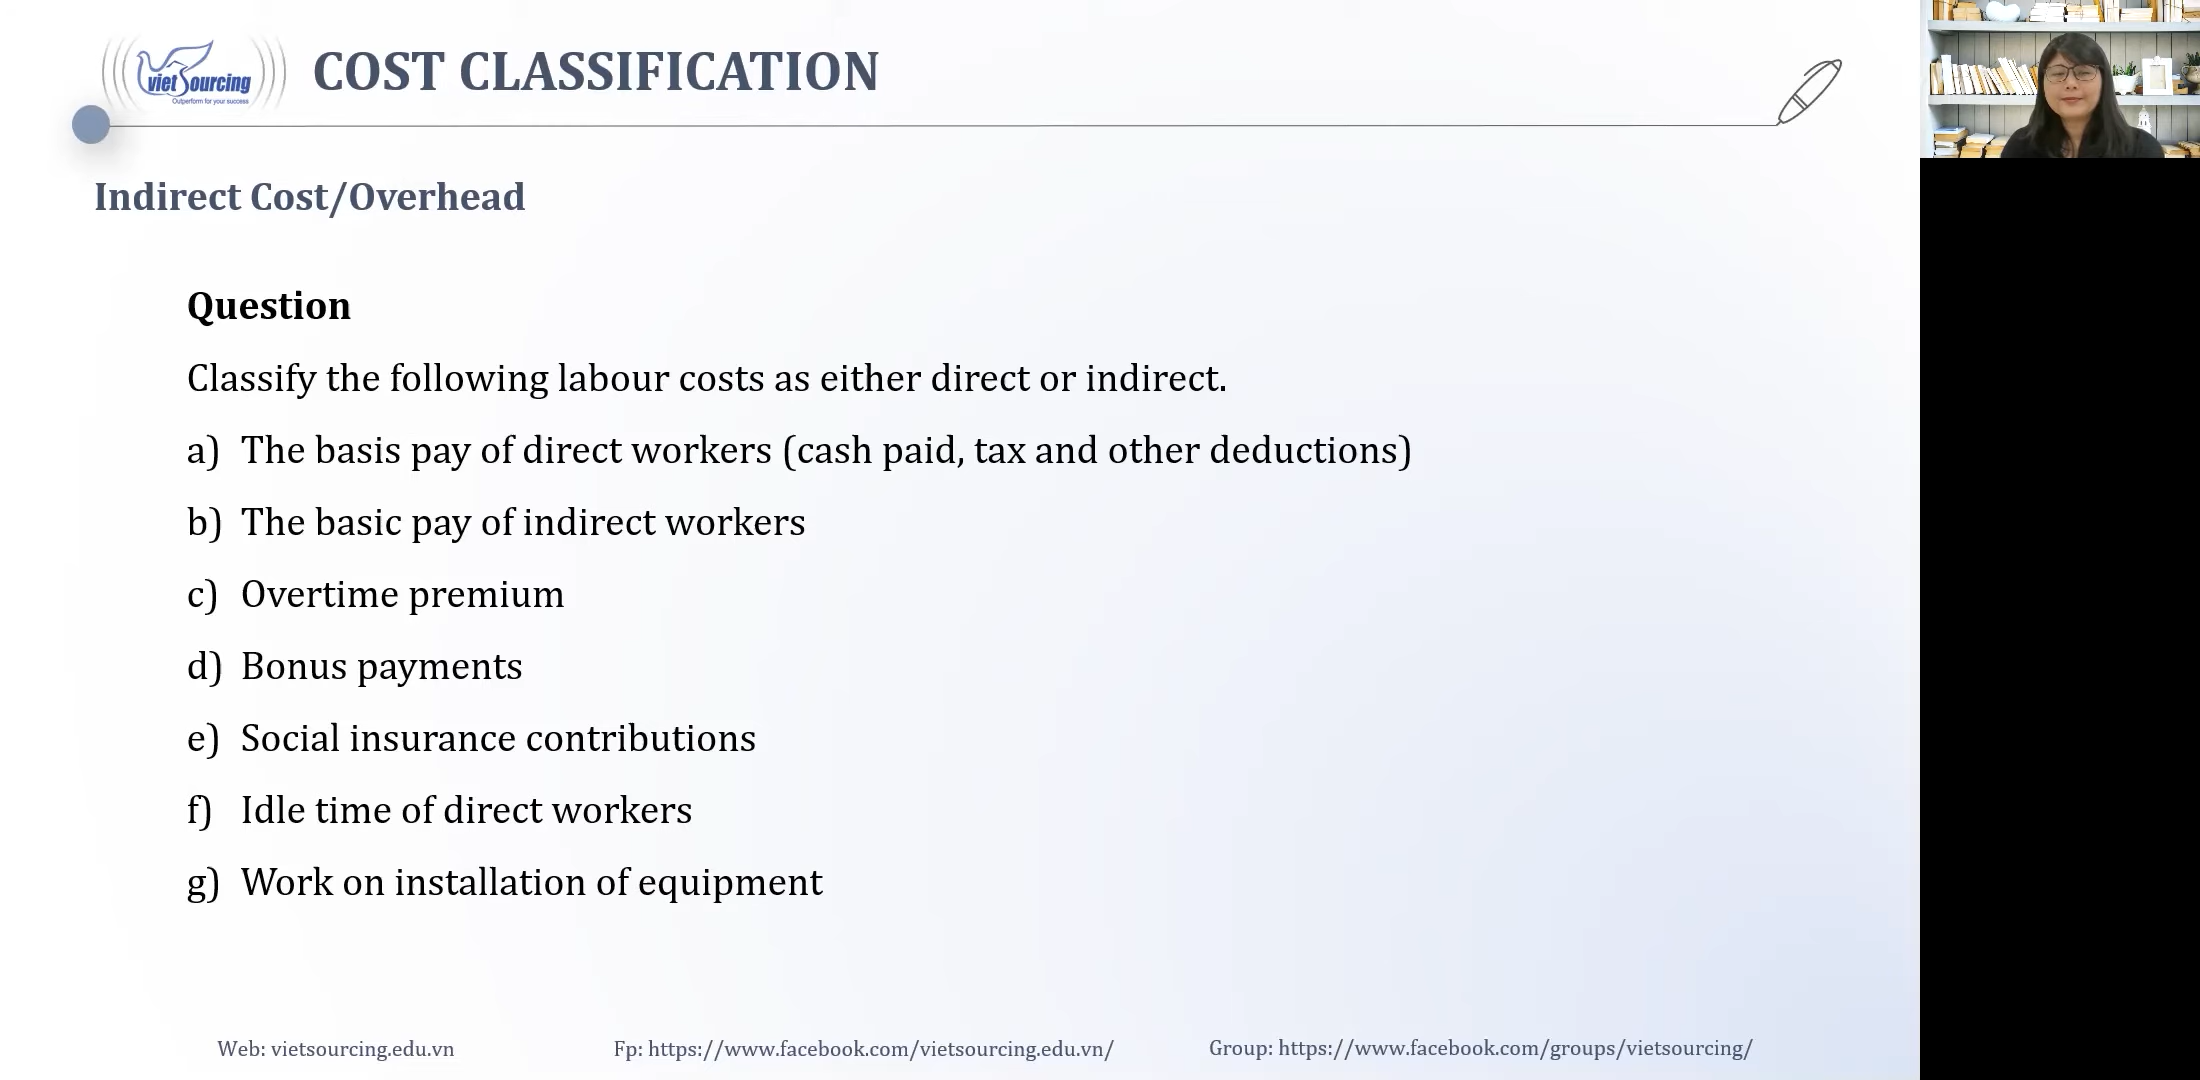 viet Sourcing
Outperform for your success
COST CLASSIFICATION
Indirect Cost/Overhead
Question
Classify the following labour costs as either direct or indirect.
a) The basis pay of direct workers (cash paid, tax and other deductions)
b) The basic pay of indirect workers
c) Overtime premium
d) Bonus payments
e) Social insurance contributions
f) Idle time of direct workers
g) Work on installation of equipment
Web: vietsourcing.edu.vn
Fp: https://www.facebook.com/vietsourcing.edu.vn/
Group: https://www.facebook.com/groups/vietsourcing/